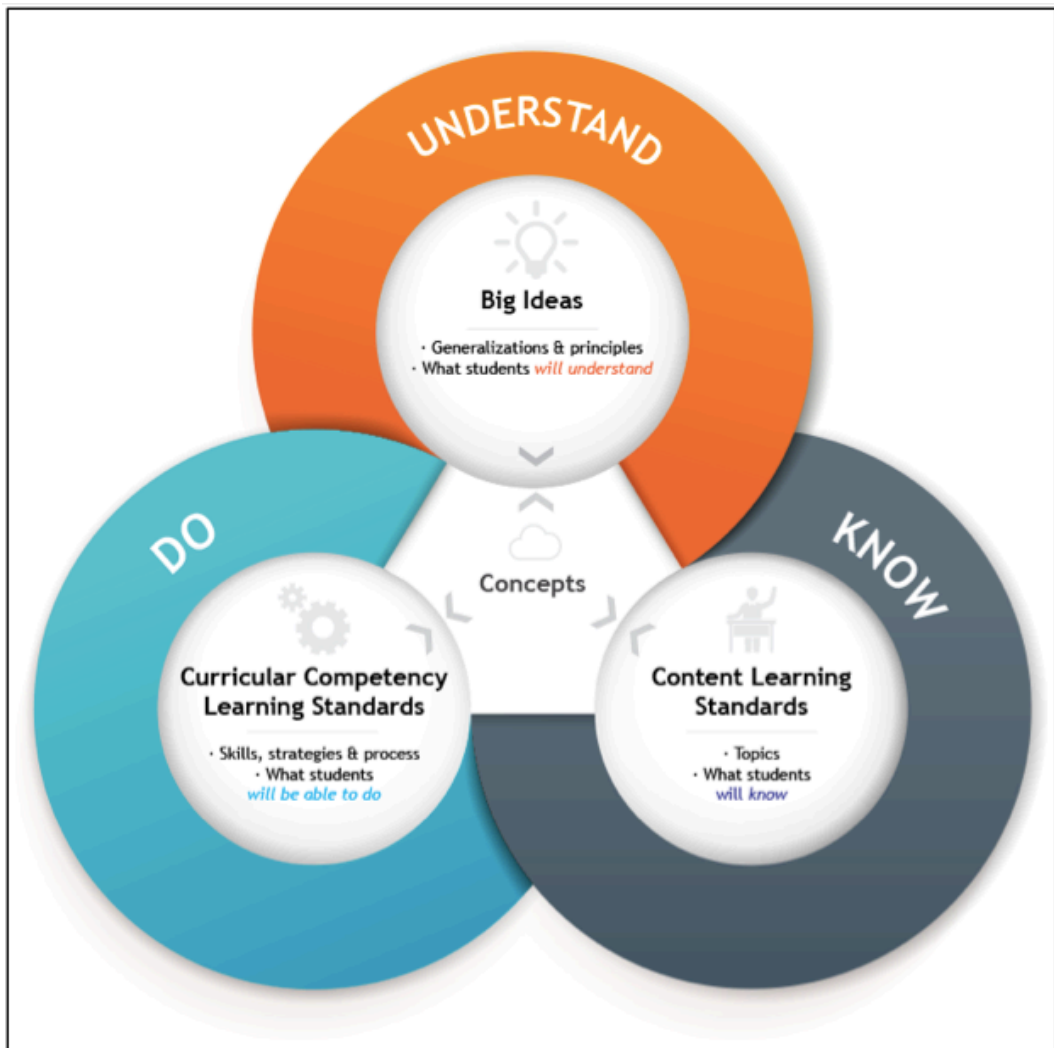 UNDERSTAND
Big Ideas
· Generalizations & principles
· What students will understand
DO
KNOW
Concepts
Curricular Competency
Learning Standards
· Skills, strategies & process
· What students
will be able to do
Content Learning
Standards
· Topics
· What students
will know